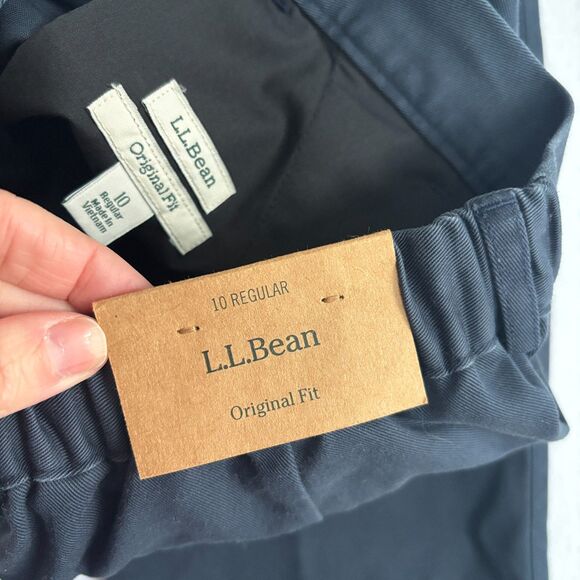 L.L.Bean
Original Fit
10
Regular
Made in
Vietnam
10 REGULAR
L.L.Bean
Original Fit